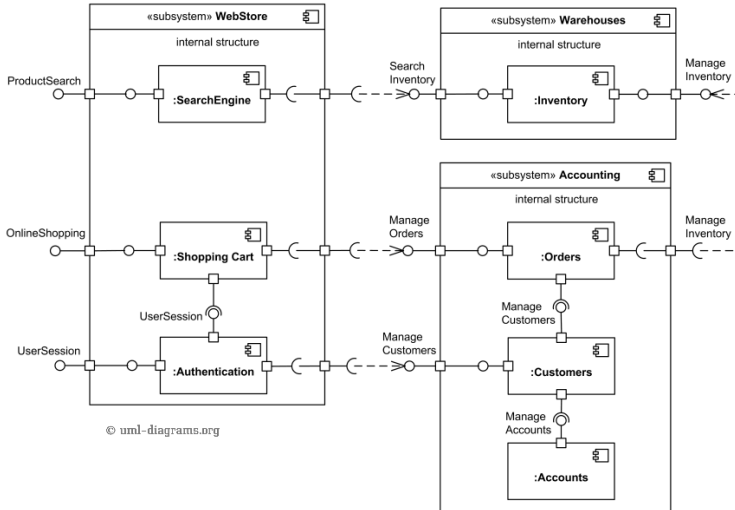 «subsystem» WebStore
internal structure
ProductSearch
:SearchEngine
Search
Inventory
«subsystem» Warehouses
internal structure
:Inventory
Manage
Inventory
«subsystem» Accounting
internal structure
OnlineShopping
:Shopping Cart
Manage
Orders
:Orders
Manage
Inventory
UserSession
Manage
Customers
UserSession
:Authentication
Manage
Customers
:Customers
Manage
Accounts
:Accounts
© uml-diagrams.org